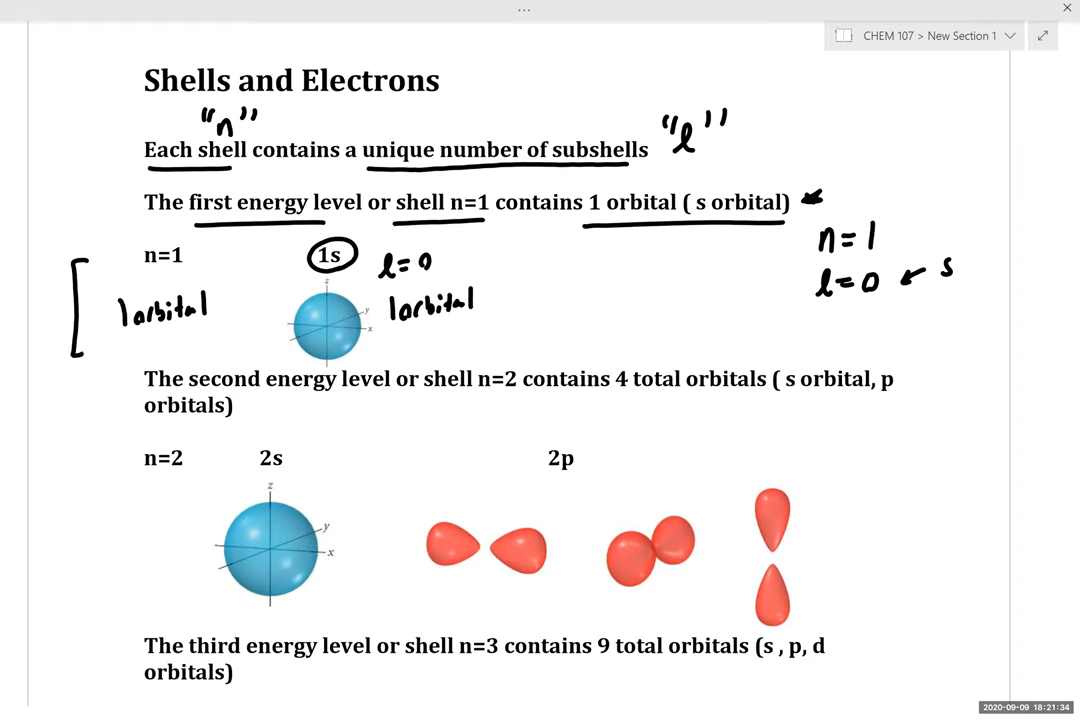 ...
CHEM 107 > New Section 1
Shells and Electrons
"n"
Each shell contains a unique number of subshells "l"
The first energy level or shell n=1 contains 1 orbital ( s orbital)
n=1
n=1 1s l=0
l=0 s
1 orbital 1 orbital
z
y
x
The second energy level or shell n=2 contains 4 total orbitals ( s orbital, p
orbitals)
n=2 2s 2p
z
y
x
The third energy level or shell n=3 contains 9 total orbitals (s , p, d
orbitals)
2020-09-09 18:21:34